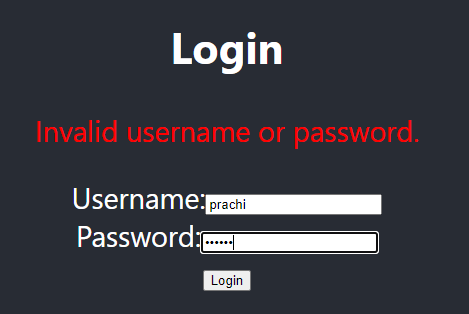 Login
Invalid username or password.
Username: prachi
Password: ••••••
Login